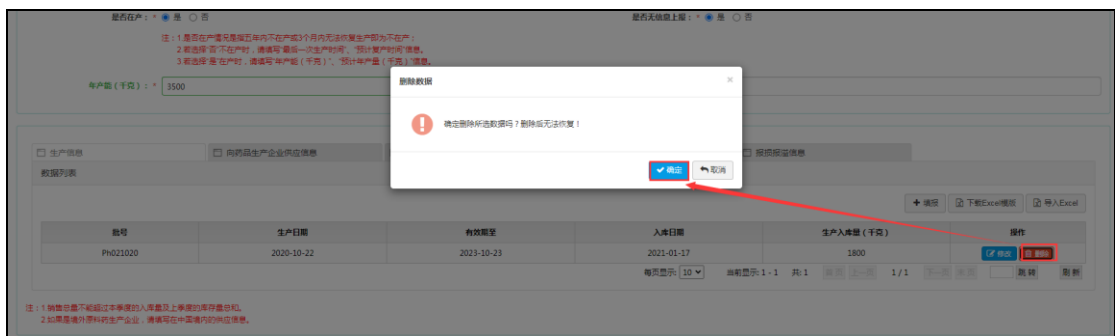 是否在产：* 是 否
是否无信息上报：* 是 否
注：1.是否在产情况是指五年内不在产或3个月内无法恢复生产即为不在产；
2.若选择“否”不在产时，请填写“最后一次生产时间”、“预计复产时间”信息。
3.若选择“是”在产时，请填写“年产能（千克）”、“预计年产量（千克）”信息。
年产能（千克）：* 3500
删除数据 ×
确定删除所选数据吗？删除后无法恢复！
确定 取消
生产信息 向药品生产企业供应信息 报损报溢信息
数据列表
填报 下载Excel模版 导入Excel
批号 生产日期 有效期至 入库日期 生产入库量（千克） 操作
Ph021020 2020-10-22 2023-10-23 2021-01-17 1800 修改 删除
每页显示: 10 当前显示: 1 - 1 共: 1 首页 上一页 1 / 1 下一页 末页 跳转 刷新
注：1.销售总量不能超过本季度的入库量及上季度的库存量总和。
2.如果是境外原料药生产企业，请填写在中国境内的供应信息。